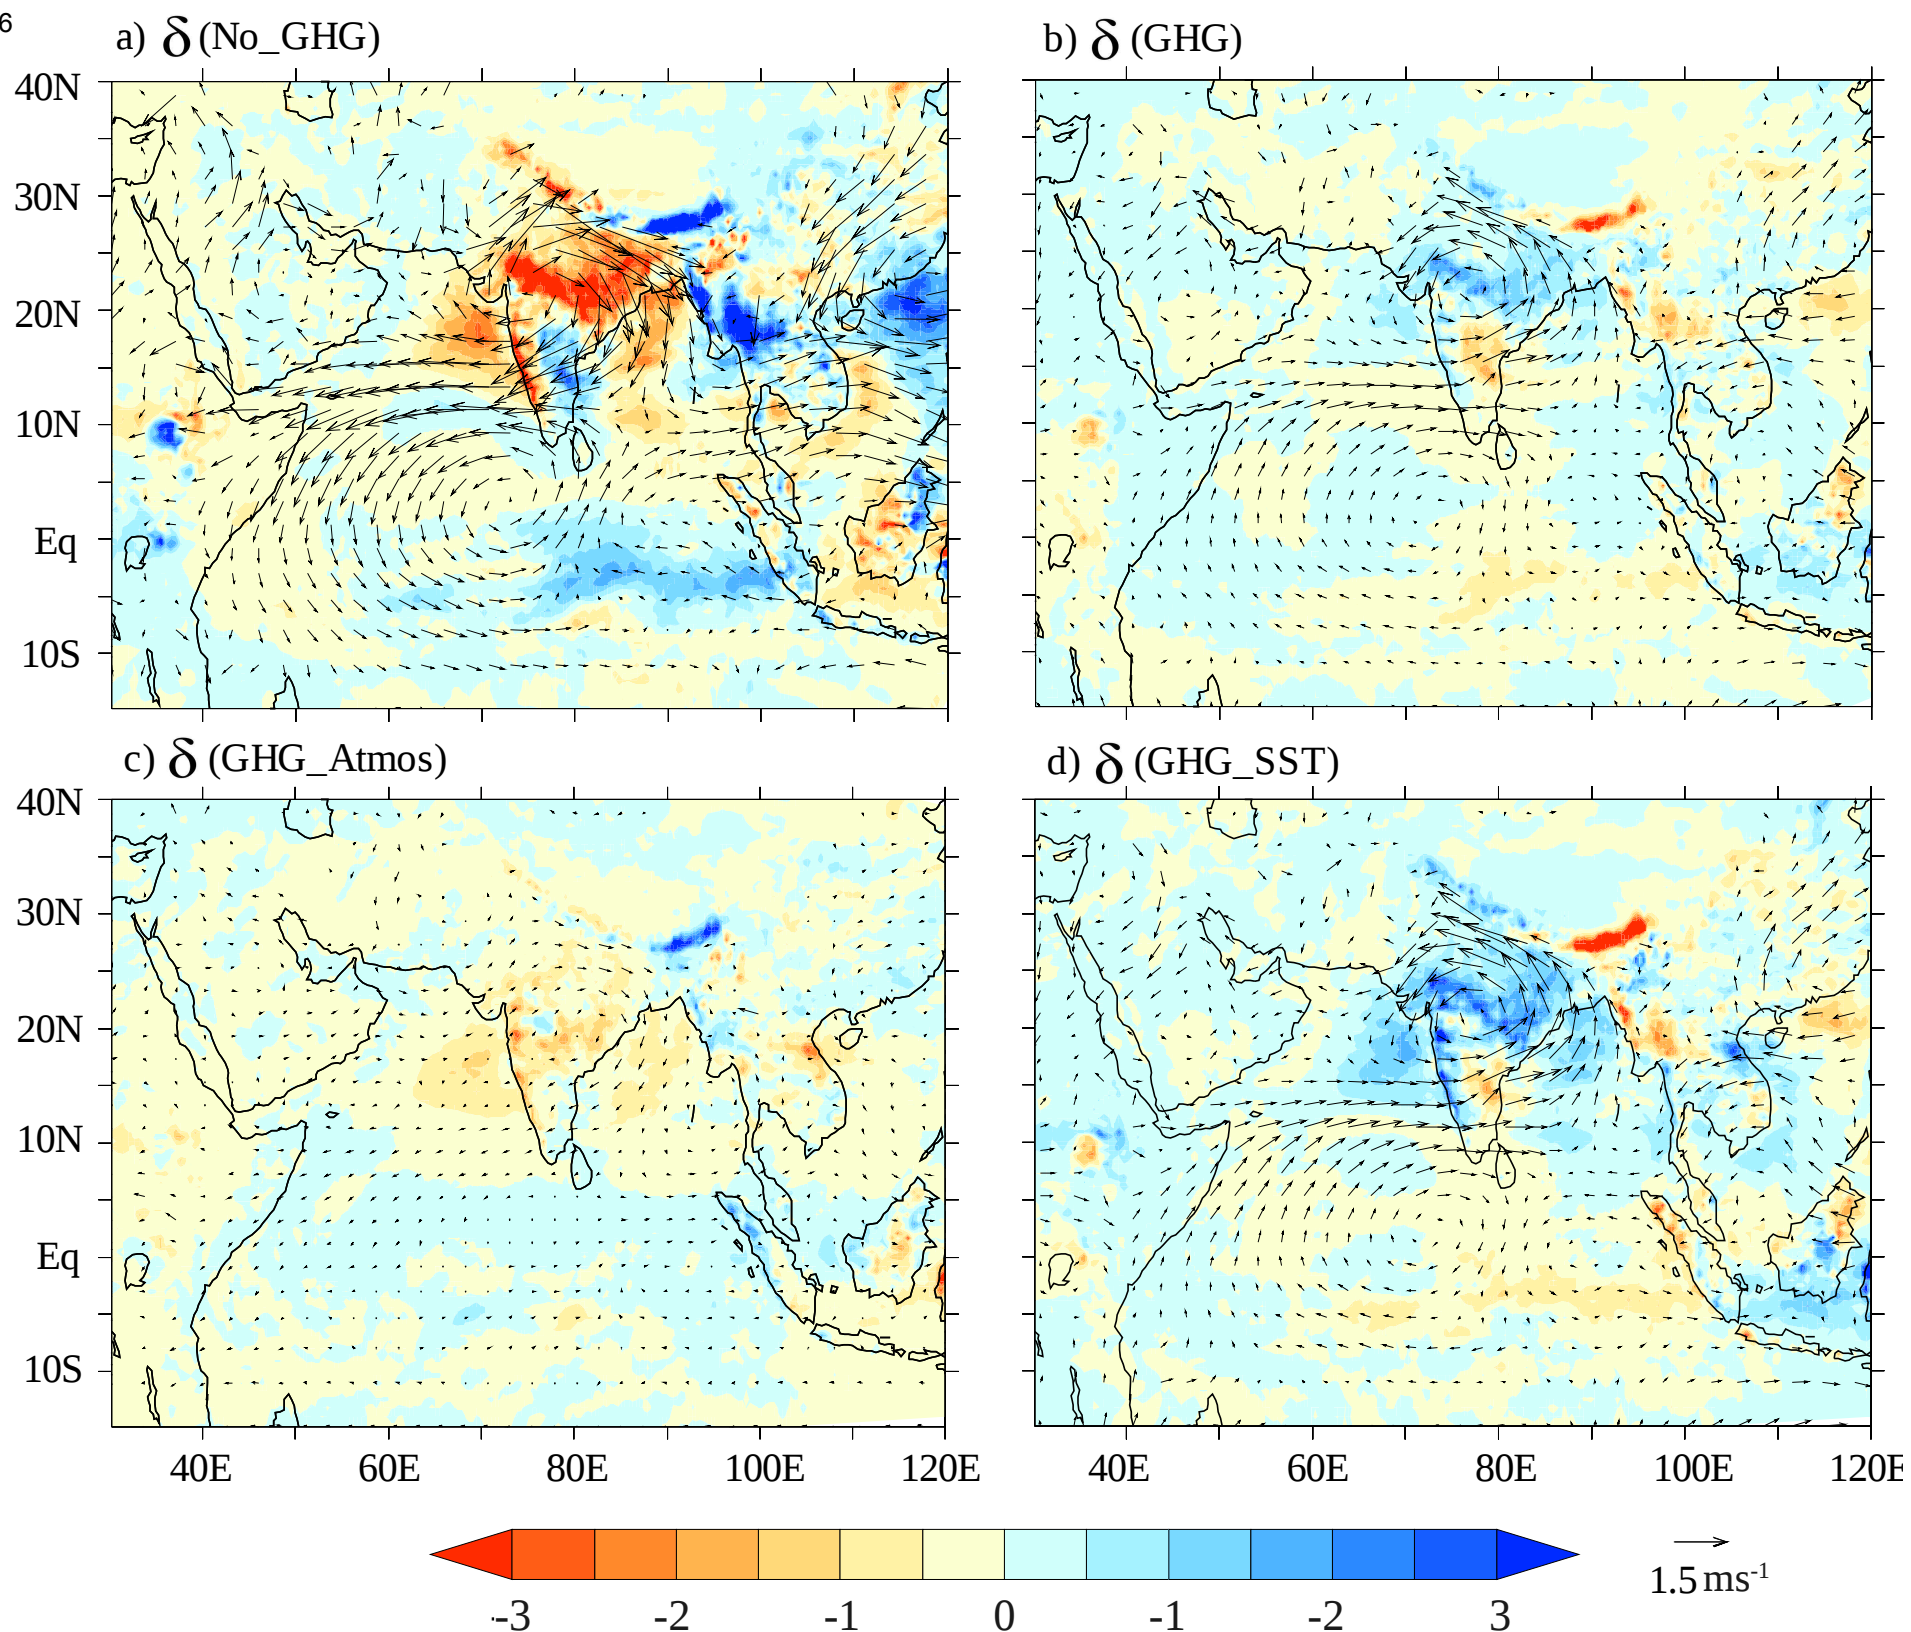 6
a) δ (No_GHG)
b) δ (GHG)
40N
30N
20N
10N
Eq
10S
c) δ (GHG_Atmos)
d) δ (GHG_SST)
40N
30N
20N
10N
Eq
10S
40E 60E 80E 100E 120E
40E 60E 80E 100E 120E
-3 -2 -1 0 -1 -2 3
1.5 ms-1